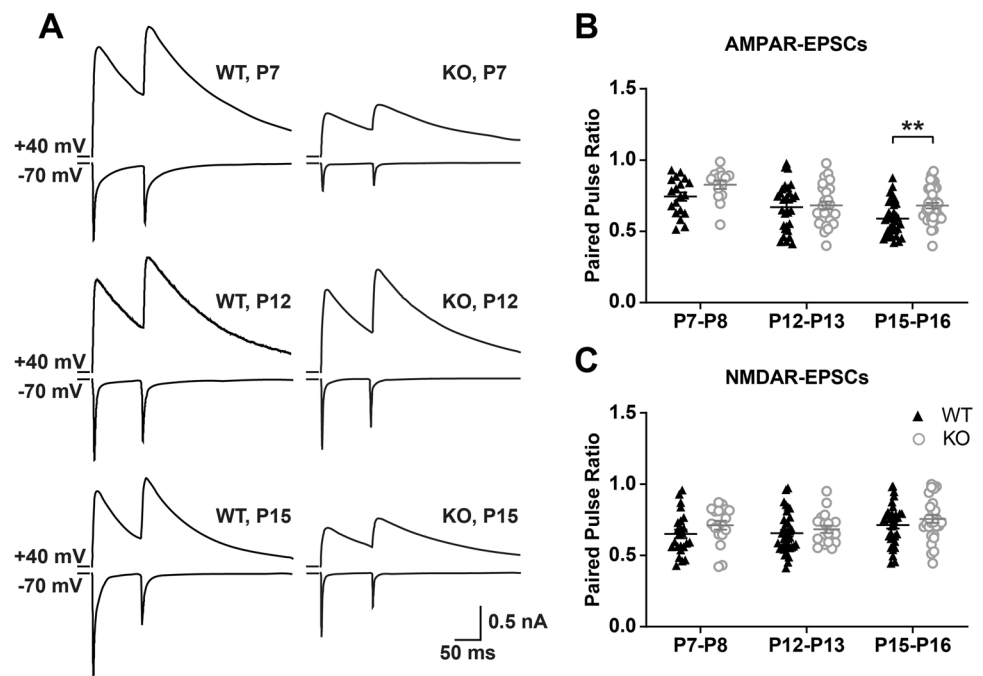 A
WT, P7
KO, P7
+40 mV
-70 mV
WT, P12
KO, P12
+40 mV
-70 mV
WT, P15
KO, P15
+40 mV
-70 mV
0.5 nA
50 ms
B
AMPAR-EPSCs
Paired Pulse Ratio
1.5
1.0
0.5
0.0
**
P7-P8
P12-P13
P15-P16
C
NMDAR-EPSCs
Paired Pulse Ratio
1.5
1.0
0.5
0.0
WT
KO
P7-P8
P12-P13
P15-P16